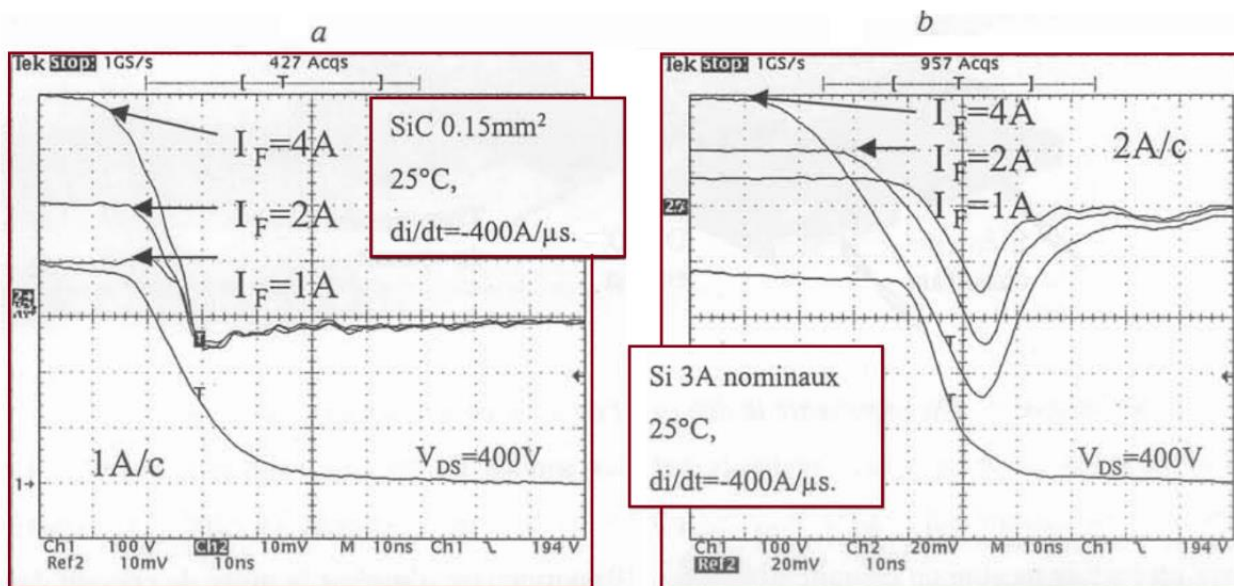 a
Tek Stop: 1GS/s 427 Acqs
T
I F=4A
I F=2A
I F=1A
SiC 0.15mm²
25°C,
di/dt=-400A/µs.
T
T
1A/c
VDS=400V
1→
Ch1 100 V Ch2 10mV M 10ns Ch1 194 V
Ref2 10mV 10ns
b
Tek Stop: 1GS/s 957 Acqs
T
I F=4A
I F=2A
I F=1A
2A/c
T
T
Si 3A nominaux
25°C,
di/dt=-400A/µs.
VDS=400V
Ch1 100 V Ch2 20mV M 10ns Ch1 194 V
Ref2 20mV 10ns